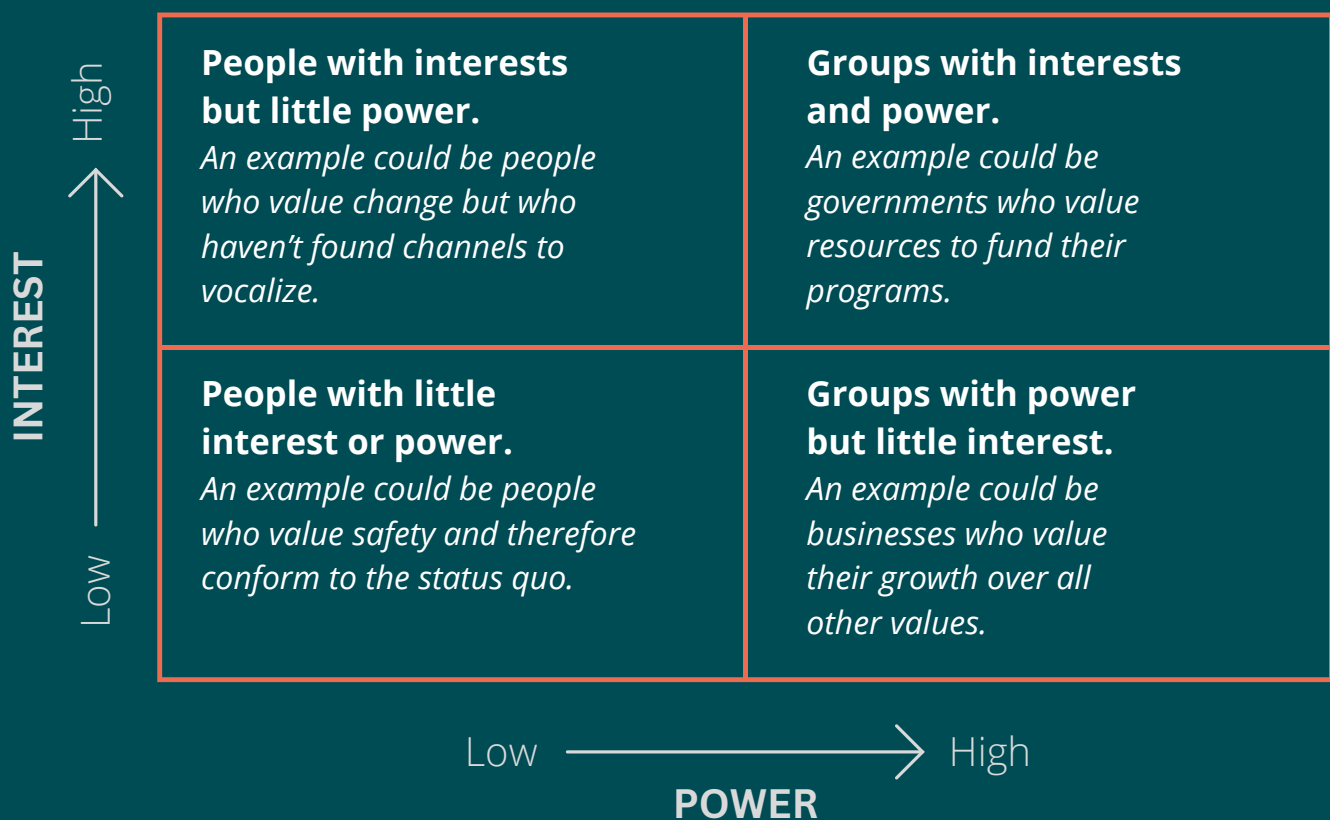 High
INTEREST
Low
People with interests
but little power.
An example could be people
who value change but who
haven’t found channels to
vocalize.
Groups with interests
and power.
An example could be
governments who value
resources to fund their
programs.
People with little
interest or power.
An example could be people
who value safety and therefore
conform to the status quo.
Groups with power
but little interest.
An example could be
businesses who value
their growth over all
other values.
Low
High
POWER